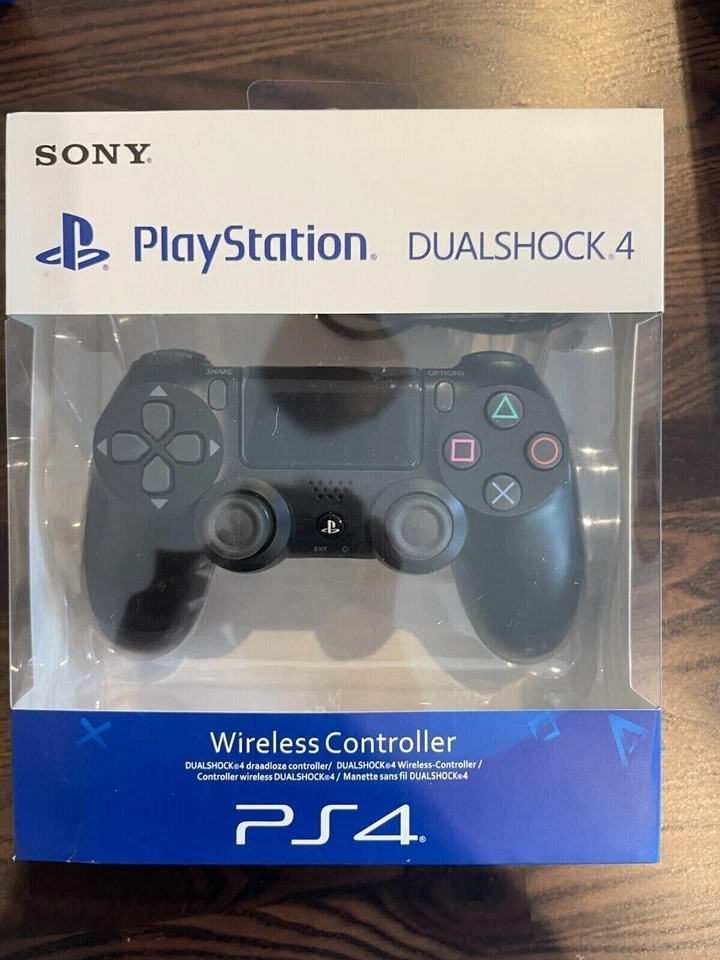 SONY®
PlayStation® DUALSHOCK®4
SHARE OPTIONS
EXT
Wireless Controller
DUALSHOCK®4 draadloze controller/ DUALSHOCK®4 Wireless-Controller /
Controller wireless DUALSHOCK®4 / Manette sans fil DUALSHOCK®4
PS4®